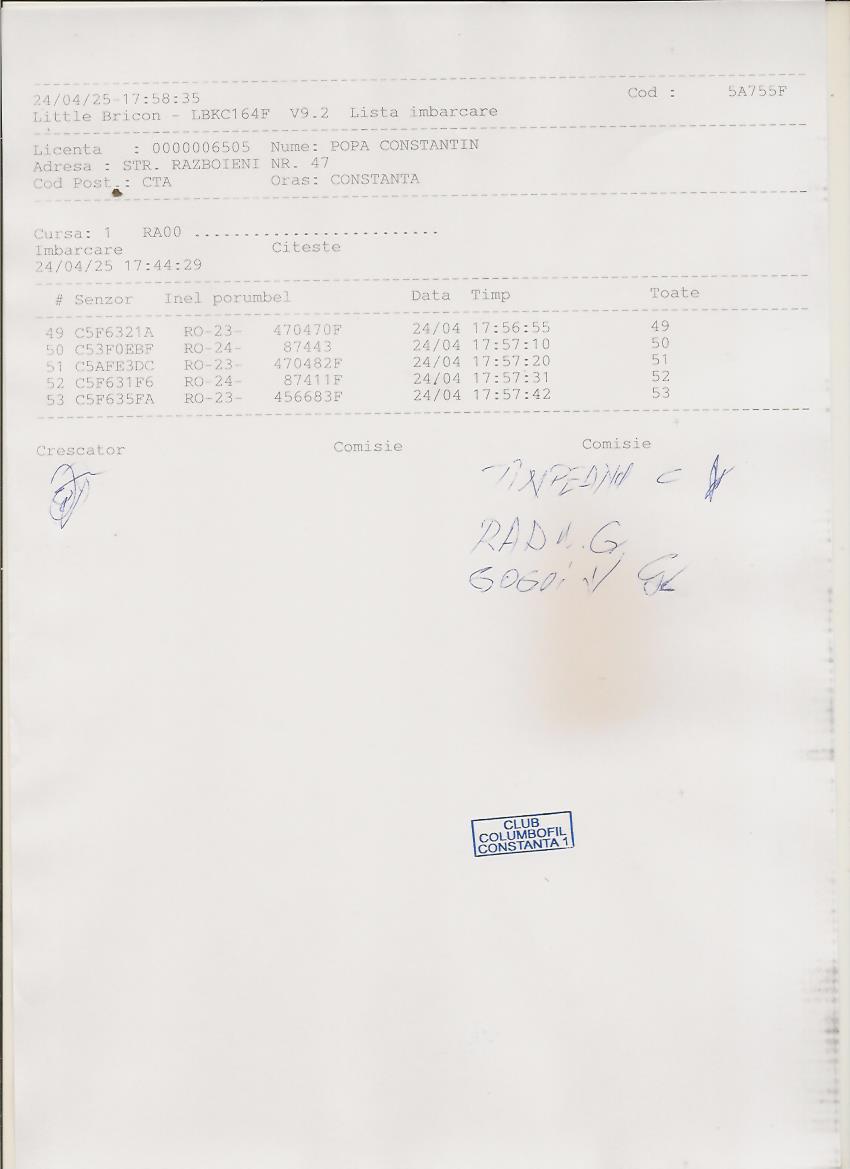 24/04/25-17:58:35 Cod : 5A755F
Little Bricon - LBKC164F V9.2 Lista imbarcare
Licenta : 0000006505 Nume: POPA CONSTANTIN
Adresa : STR. RAZBOIENI NR. 47
Cod Post.: CTA Oras: CONSTANTA
Cursa: 1 RA00 .........................
Imbarcare Citeste
24/04/25 17:44:29
# Senzor Inel porumbel Data Timp Toate
49 C5F6321A RO-23- 470470F 24/04 17:56:55 49
50 C53F0EBF RO-24- 87443 24/04 17:57:10 50
51 C5AFE3DC RO-23- 470482F 24/04 17:57:20 51
52 C5F631F6 RO-24- 87411F 24/04 17:57:31 52
53 C5F635FA RO-23- 456683F 24/04 17:57:42 53
Crescator Comisie Comisie
RADU. G.
GOGOI V
CLUB
COLUMBOFIL
CONSTANTA 1